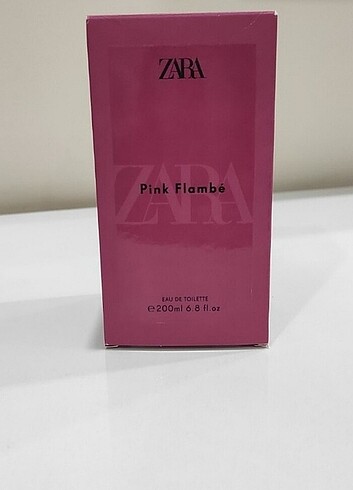 ZARA
Pink Flambé
ZARA
EAU DE TOILETTE
℮200ml 6.8 fl.oz